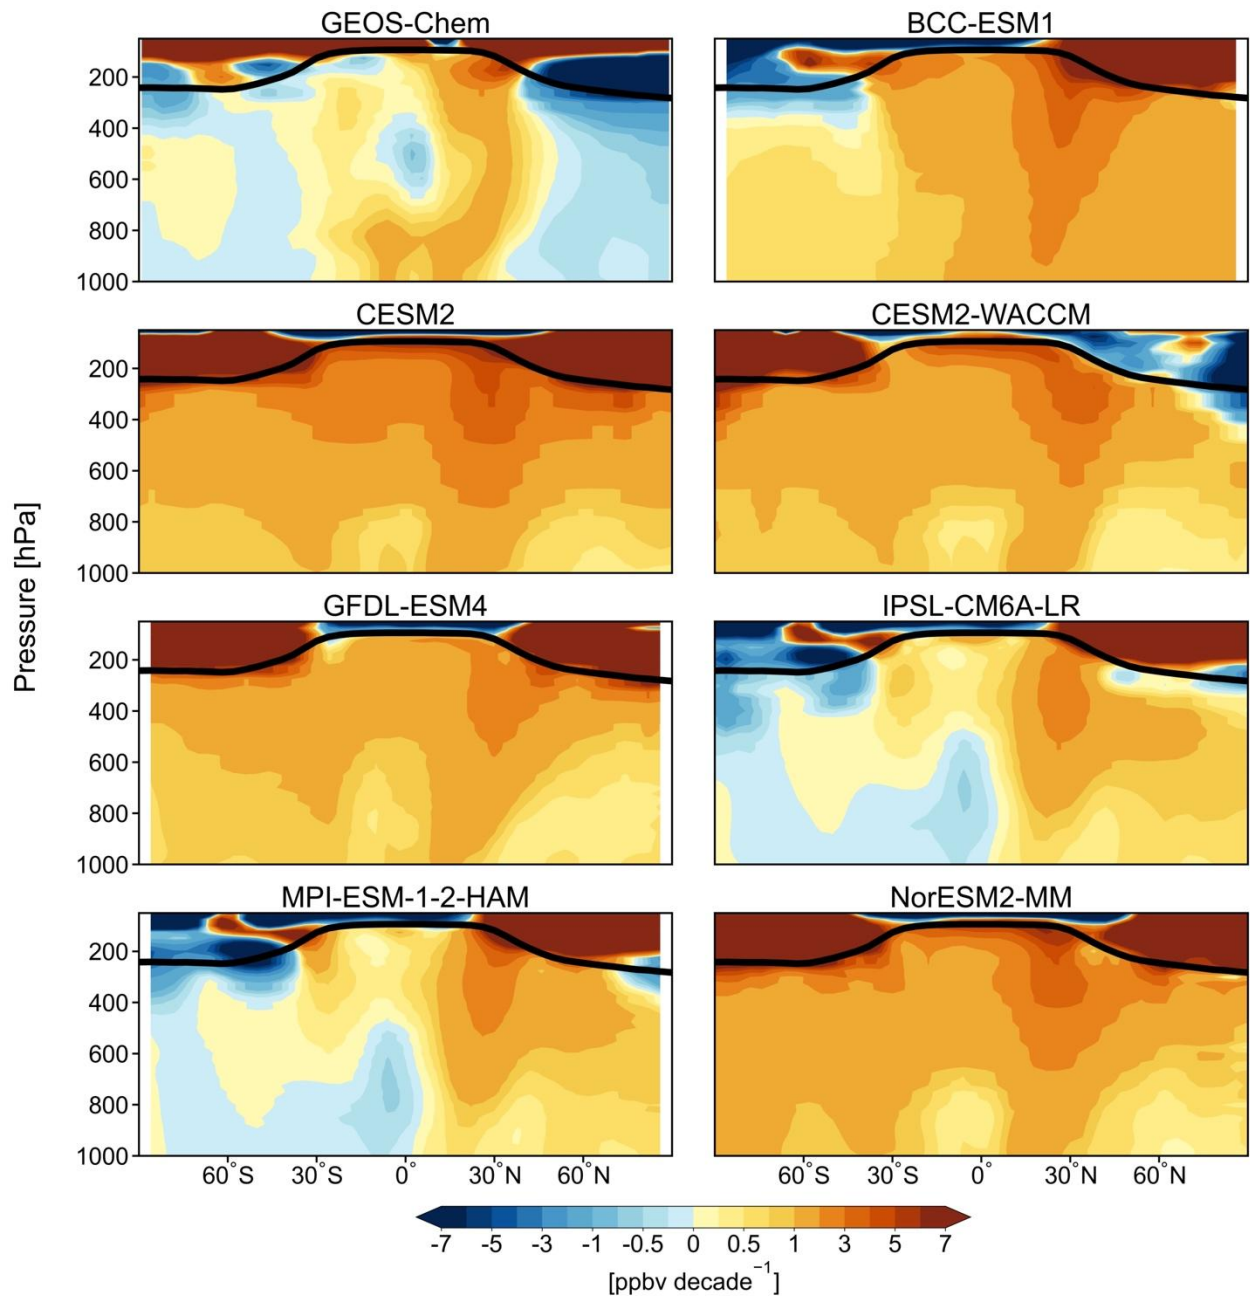 GEOS-Chem
BCC-ESM1
200
400
600
800
1000
CESM2
CESM2-WACCM
200
400
600
800
1000
Pressure [hPa]
GFDL-ESM4
IPSL-CM6A-LR
200
400
600
800
1000
MPI-ESM-1-2-HAM
NorESM2-MM
200
400
600
800
1000
60°S 30°S 0° 30°N 60°N
60°S 30°S 0° 30°N 60°N
-7 -5 -3 -1 -0.5 0 0.5 1 3 5 7
[ppbv decade⁻¹]